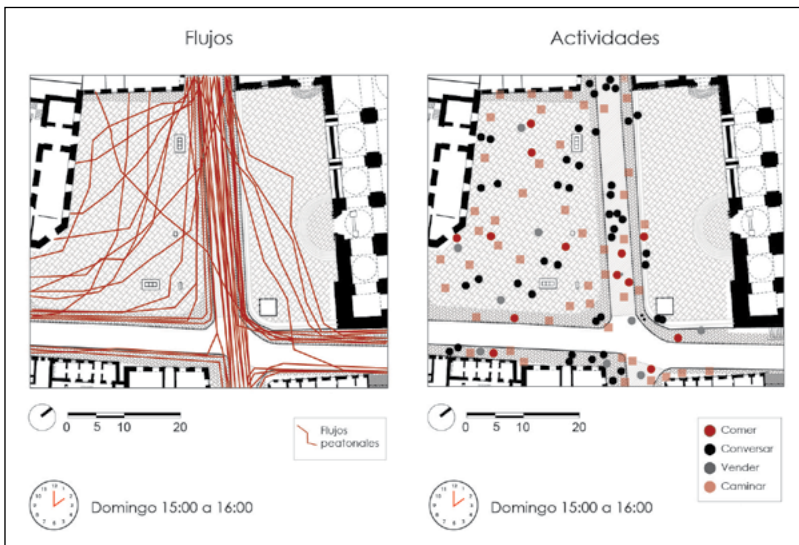 Flujos
Actividades
0 5 10 20
Flujos
peatonales
Domingo 15:00 a 16:00
0 5 10 20
Comer
Conversar
Vender
Caminar
Domingo 15:00 a 16:00